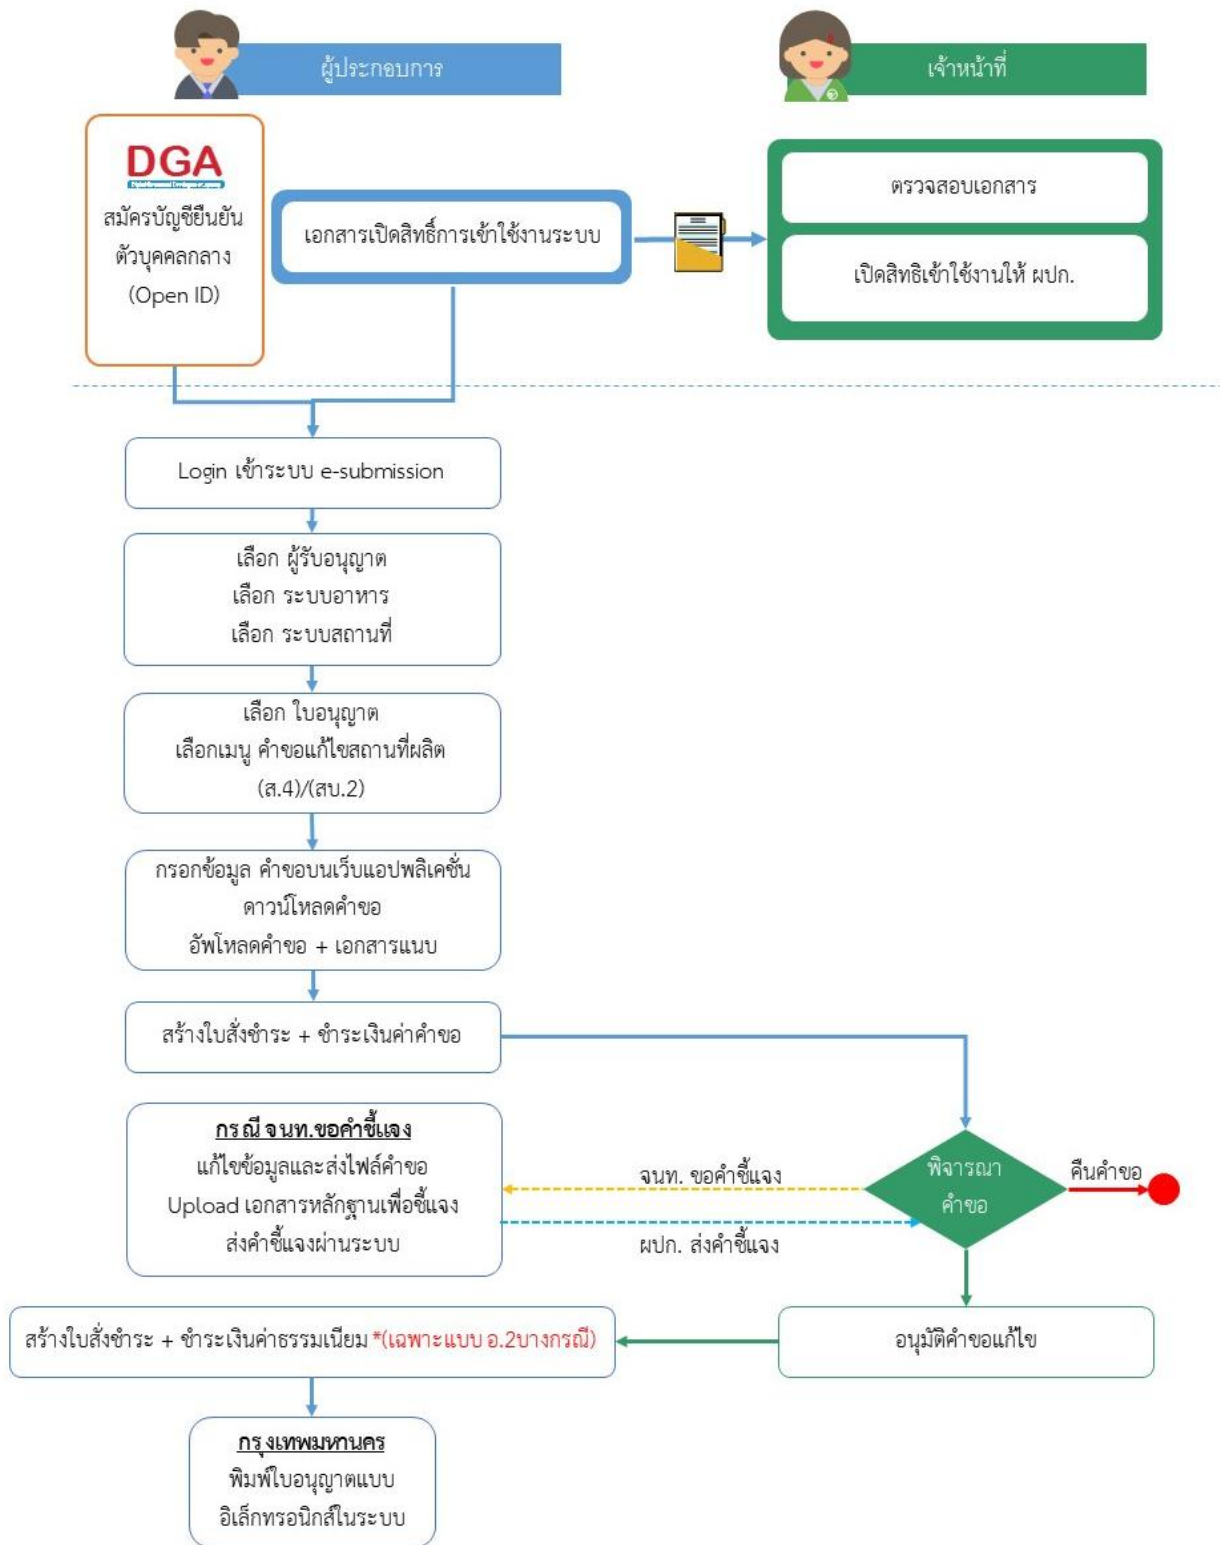 ผู้ประกอบการ
เจ้าหน้าที่
DGA
สมัครบัญชียืนยัน
ตัวบุคคลกลาง
(Open ID)
เอกสารเปิดสิทธิ์การเข้าใช้งานระบบ
ตรวจสอบเอกสาร
เปิดสิทธิเข้าใช้งานให้ ผปก.
Login เข้าระบบ e-submission
เลือก ผู้รับอนุญาต
เลือก ระบบอาหาร
เลือก ระบบสถานที่
เลือก ใบอนุญาต
เลือกเมนู คำขอแก้ไขสถานที่ผลิต
(ส.4)/(สบ.2)
กรอกข้อมูล คำขอบนเว็บแอปพลิเคชั่น
ดาวน์โหลดคำขอ
อัพโหลดคำขอ + เอกสารแนบ
สร้างใบสั่งชำระ + ชำระเงินค่าคำขอ
กรณี จนท.ขอคำชี้แจง
แก้ไขข้อมูลและส่งไฟล์คำขอ
Upload เอกสารหลักฐานเพื่อชี้แจง
ส่งคำชี้แจงผ่านระบบ
จนท. ขอคำชี้แจง
ผปก. ส่งคำชี้แจง
พิจารณา
คำขอ
คืนคำขอ
สร้างใบสั่งชำระ + ชำระเงินค่าธรรมเนียม *(เฉพาะแบบ อ.2บางกรณี)
อนุมัติคำขอแก้ไข
กรุงเทพมหานคร
พิมพ์ใบอนุญาตแบบ
อิเล็กทรอนิกส์ในระบบ